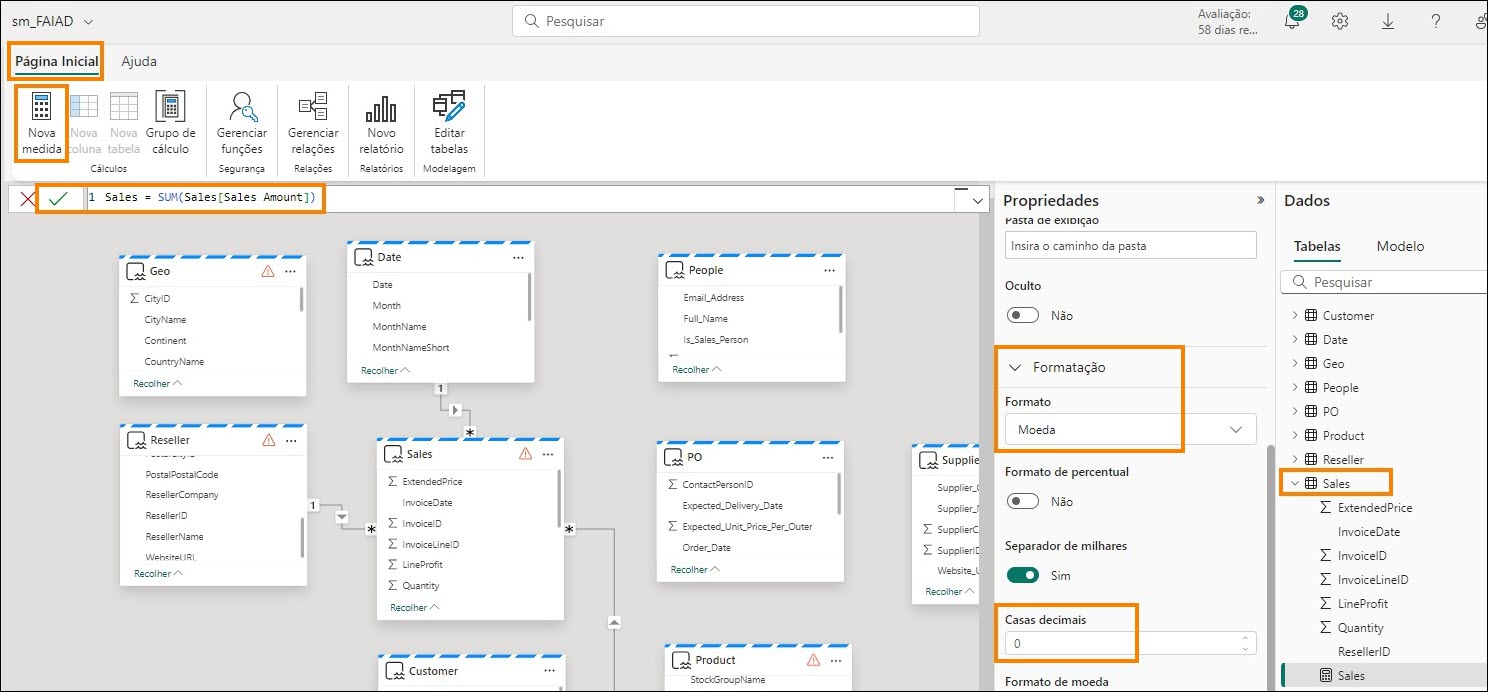 sm_FAIAD
Pesquisar
Avaliação:
58 dias re...
28
Página Inicial
Ajuda
Nova
medida
Nova
coluna
Nova
tabela
Grupo de
cálculo
Cálculos
Gerenciar
funções
Segurança
Gerenciar
relações
Relações
Novo
relatório
Relatórios
Editar
tabelas
Modelagem
1 Sales = SUM(Sales[Sales Amount])
Geo
CityID
CityName
Continent
CountryName
Recolher
Date
Date
Month
MonthName
MonthNameShort
Recolher
People
Email_Address
Full_Name
Is_Sales_Person
Recolher
1
*
Reseller
PostalCityID
PostalPostalCode
ResellerCompany
ResellerID
ResellerName
WebsiteURL
Recolher
1
*
Sales
ExtendedPrice
InvoiceDate
InvoiceID
InvoiceLineID
LineProfit
Quantity
Recolher
*
PO
ContactPersonID
Expected_Delivery_Date
Expected_Unit_Price_Per_Outer
Order_Date
Recolher
Supplie
Supplier_
Supplier_
SupplierC
SupplierID
Website_
Recolher
Customer
Product
StockGroupName
Propriedades
Pasta de exibição
Insira o caminho da pasta
Oculto
Não
Formatação
Formato
Moeda
Formato de percentual
Não
Separador de milhares
Sim
Casas decimais
0
Formato de moeda
Dados
Tabelas
Modelo
Pesquisar
Customer
Date
Geo
People
PO
Product
Reseller
Sales
ExtendedPrice
InvoiceDate
InvoiceID
InvoiceLineID
LineProfit
Quantity
ResellerID
Sales